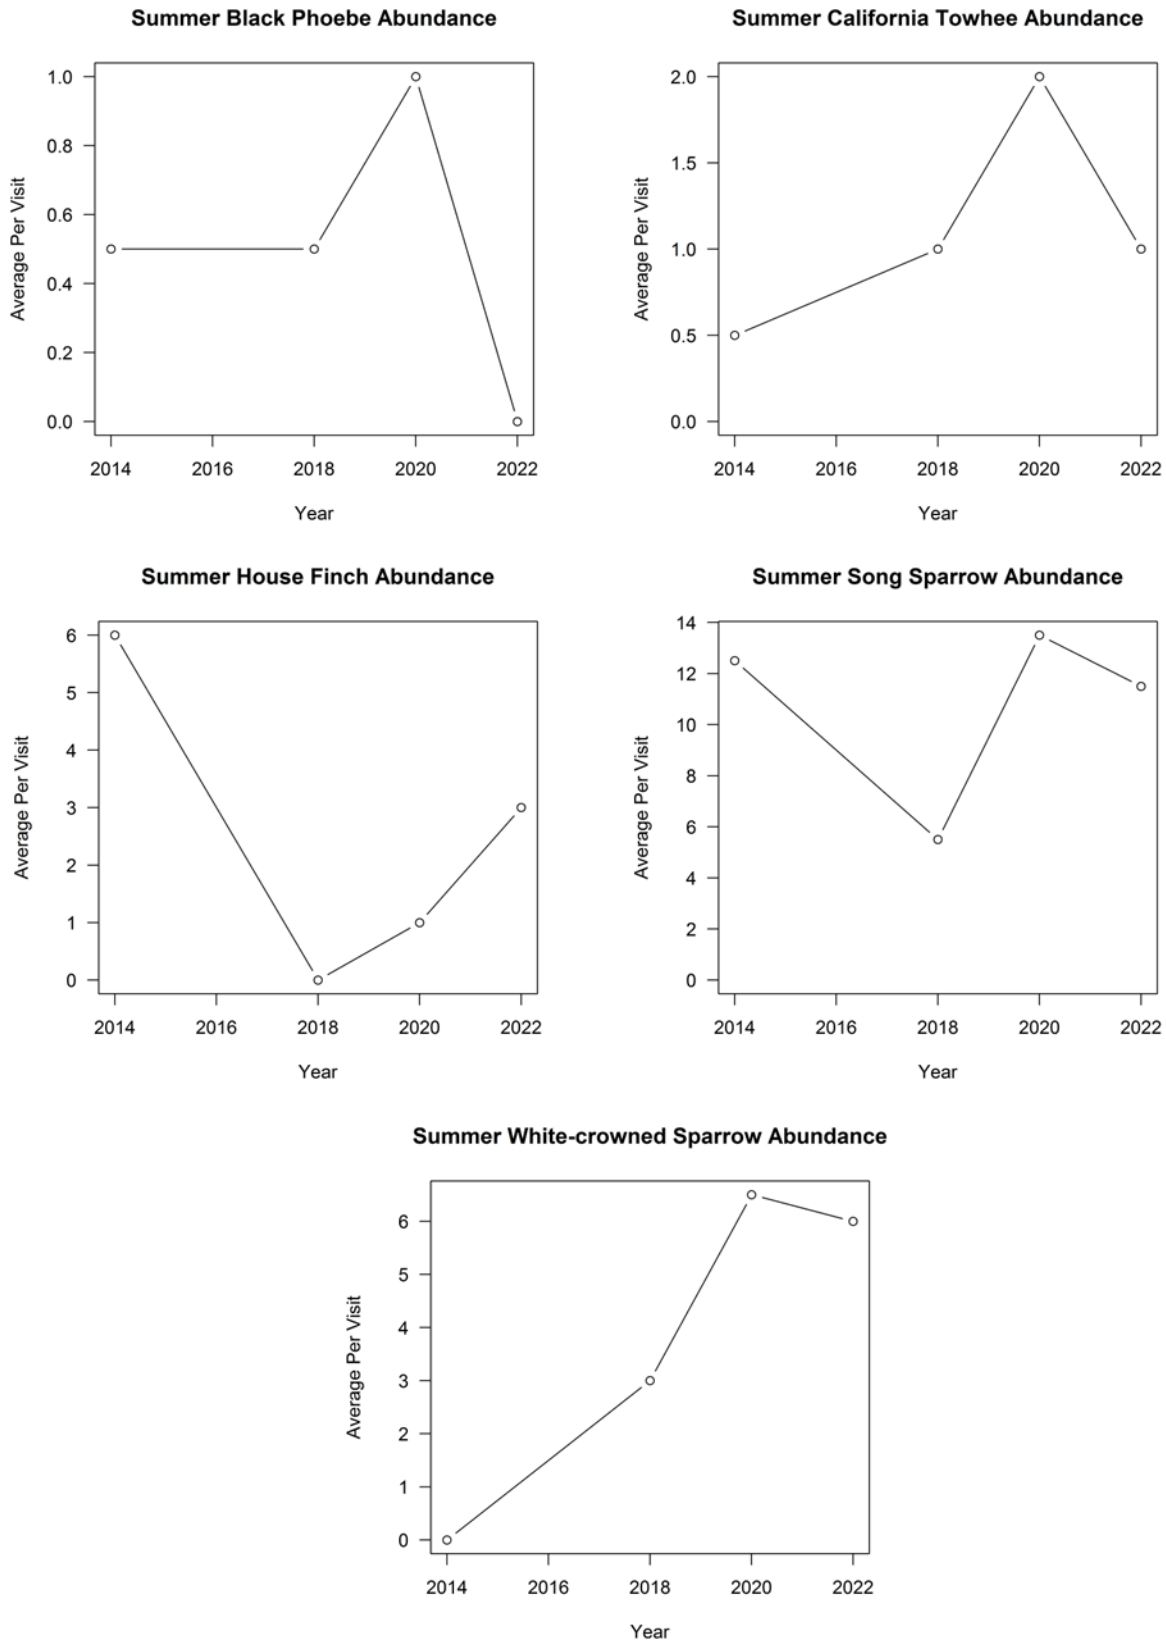 Summer Black Phoebe Abundance
Average Per Visit
1.0
0.8
0.6
0.4
0.2
0.0
2014 2016 2018 2020 2022
Year
Summer California Towhee Abundance
Average Per Visit
2.0
1.5
1.0
0.5
0.0
2014 2016 2018 2020 2022
Year
Summer House Finch Abundance
Average Per Visit
6
5
4
3
2
1
0
2014 2016 2018 2020 2022
Year
Summer Song Sparrow Abundance
Average Per Visit
14
12
10
8
6
4
2
0
2014 2016 2018 2020 2022
Year
Summer White-crowned Sparrow Abundance
Average Per Visit
6
5
4
3
2
1
0
2014 2016 2018 2020 2022
Year